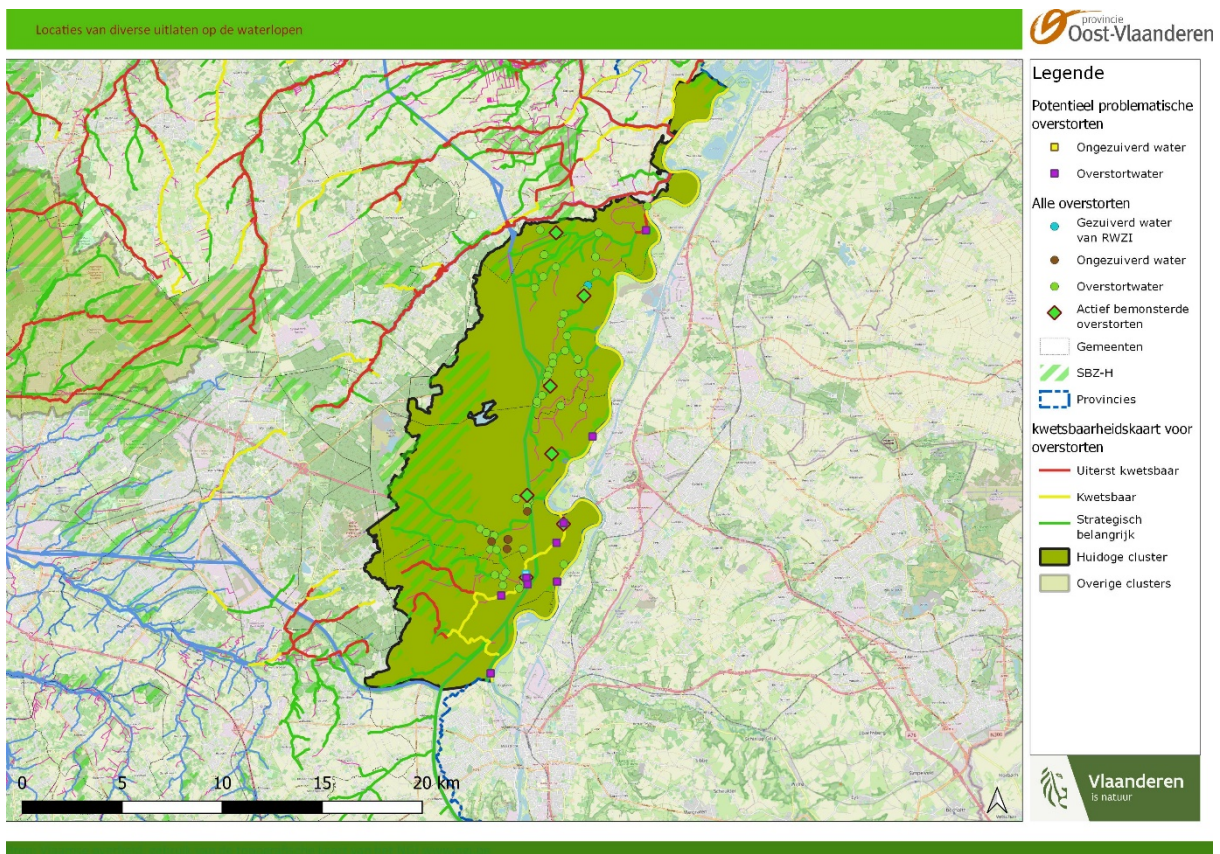 Locaties van diverse uitlaten op de waterlopen
provincie
Oost-Vlaanderen
Legende
Potentieel problematische
overstorten
Ongezuiverd water
Overstortwater
Alle overstorten
Gezuiverd water
van RWZI
Ongezuiverd water
Overstortwater
Actief bemonsterde
overstorten
Gemeenten
SBZ-H
Provincies
kwetsbaarheidskaart voor
overstorten
Uiterst kwetsbaar
Kwetsbaar
Strategisch
belangrijk
Huidoge cluster
Overige clusters
0 5 10 15 20 km
Vlaanderen
is natuur